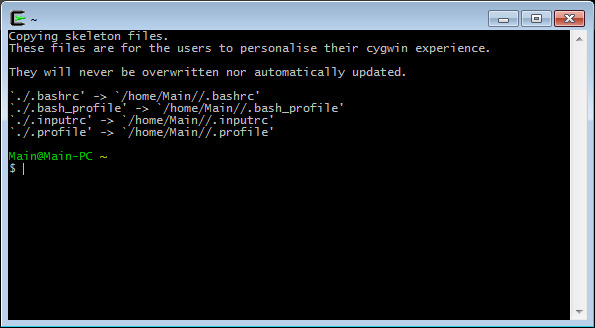 ~
Copying skeleton files.
These files are for the users to personalise their cygwin experience.
They will never be overwritten nor automatically updated.
`./.bashrc' -> `/home/Main//.bashrc'
`./.bash_profile' -> `/home/Main//.bash_profile'
`./.inputrc' -> `/home/Main//.inputrc'
`./.profile' -> `/home/Main//.profile'
Main@Main-PC ~
$